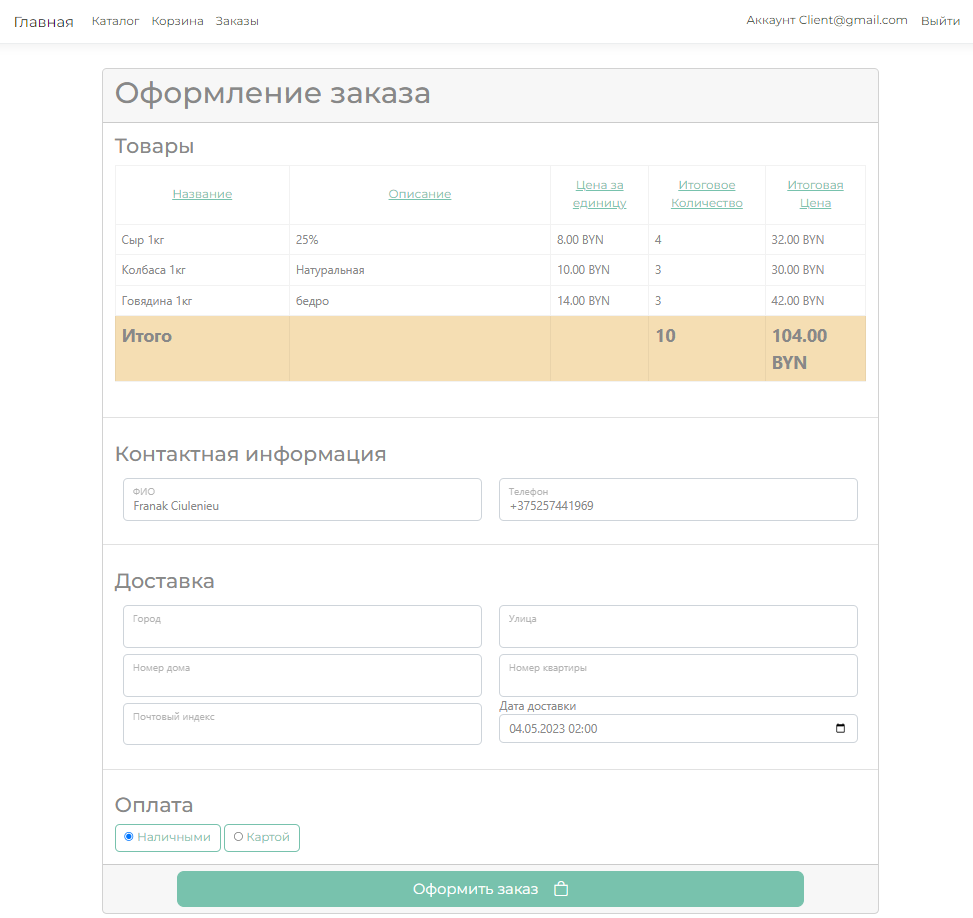 Главная Каталог Корзина Заказы Аккаунт Client@gmail.com Выйти
Оформление заказа
Товары
Название Описание Цена за единицу Итоговое Количество Итоговая Цена
Сыр 1кг 25% 8.00 BYN 4 32.00 BYN
Колбаса 1кг Натуральная 10.00 BYN 3 30.00 BYN
Говядина 1кг бедро 14.00 BYN 3 42.00 BYN
Итого 10 104.00 BYN
Контактная информация
ФИО Телефон
Franak Ciulenieu +375257441969
Доставка
Город Улица
Номер дома Номер квартиры
Почтовый индекс Дата доставки
04.05.2023 02:00
Оплата
Наличными Картой
Оформить заказ